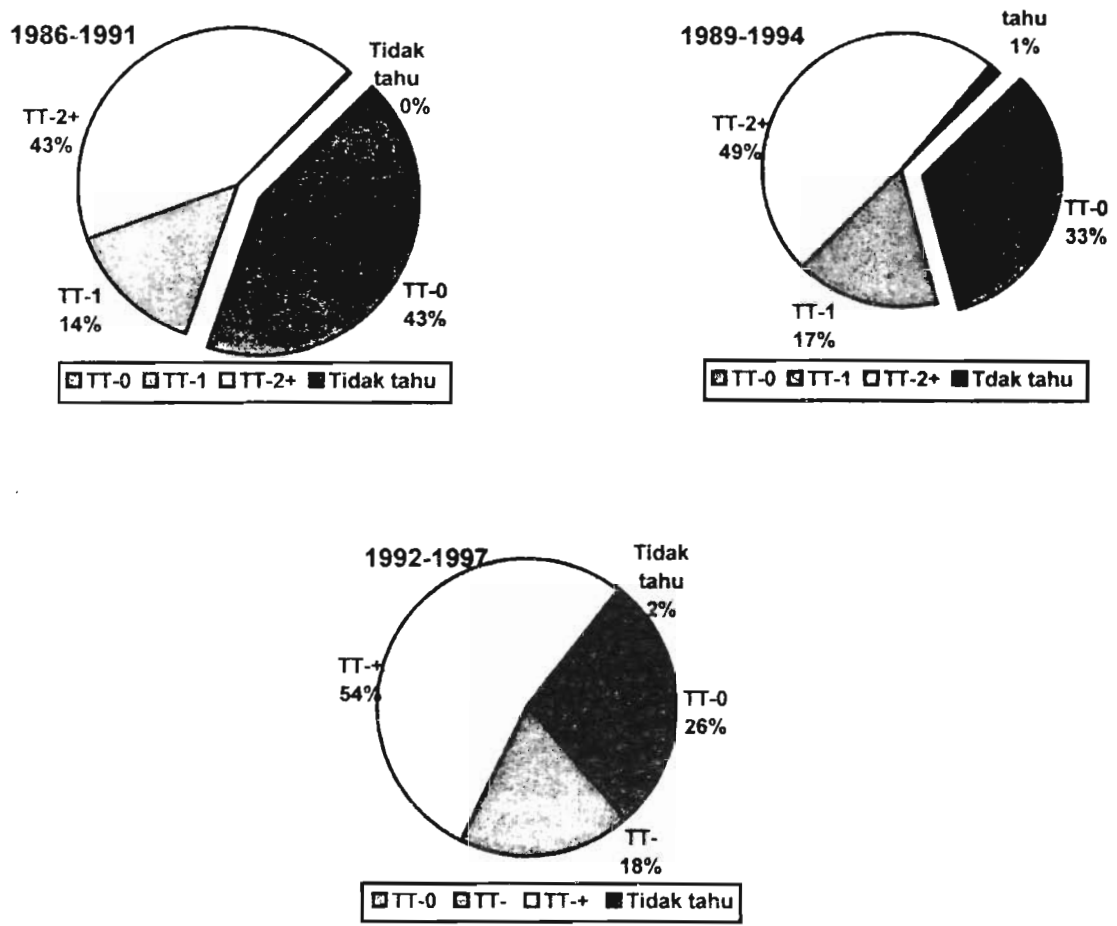 1986-1991
Tidak
tahu
0%
TT-2+
43%
TT-1
14%
TT-0
43%
TT-0 TT-1 TT-2+ Tidak tahu
1989-1994
tahu
1%
TT-2+
49%
TT-0
33%
TT-1
17%
TT-0 TT-1 TT-2+ Tdak tahu
1992-1997
Tidak
tahu
2%
TT-+
54%
TT-0
26%
TT-
18%
TT-0 TT- TT-+ Tidak tahu